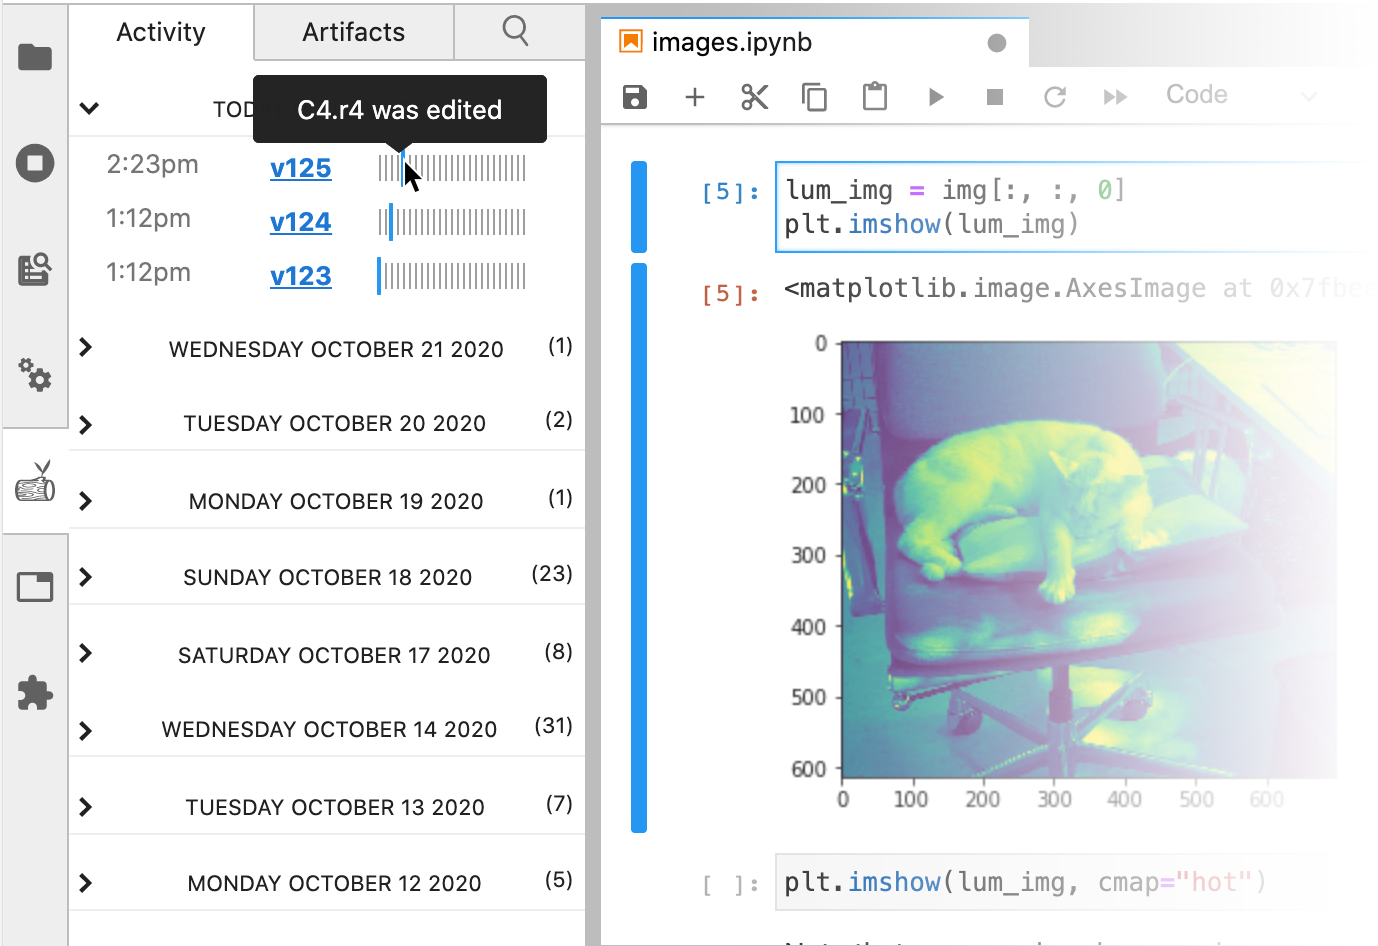 Activity
Artifacts
C4.r4 was edited
2:23pm v125
1:12pm v124
1:12pm v123
WEDNESDAY OCTOBER 21 2020 (1)
TUESDAY OCTOBER 20 2020 (2)
MONDAY OCTOBER 19 2020 (1)
SUNDAY OCTOBER 18 2020 (23)
SATURDAY OCTOBER 17 2020 (8)
WEDNESDAY OCTOBER 14 2020 (31)
TUESDAY OCTOBER 13 2020 (7)
MONDAY OCTOBER 12 2020 (5)
images.ipynb
Code
[5]: lum_img = img[:, :, 0]
plt.imshow(lum_img)
[5]: <matplotlib.image.AxesImage at 0x7fbe
0
100
200
300
400
500
600
0 100 200 300 400 500 600
[ ]: plt.imshow(lum_img, cmap="hot")